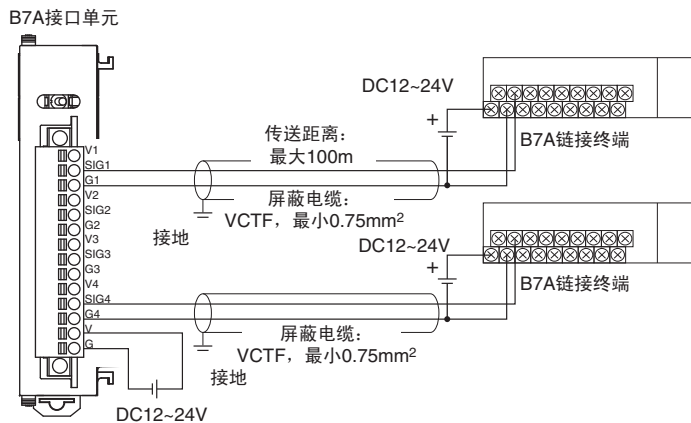 B7A接口单元
V1
SIG1
G1
V2
SIG2
G2
V3
SIG3
G3
V4
SIG4
G4
V
G
DC12~24V
传送距离：
最大100m
屏蔽电缆：
VCTF，最小0.75mm²
接地
DC12~24V
+
B7A链接终端
DC12~24V
+
B7A链接终端
屏蔽电缆：
VCTF，最小0.75mm²
接地